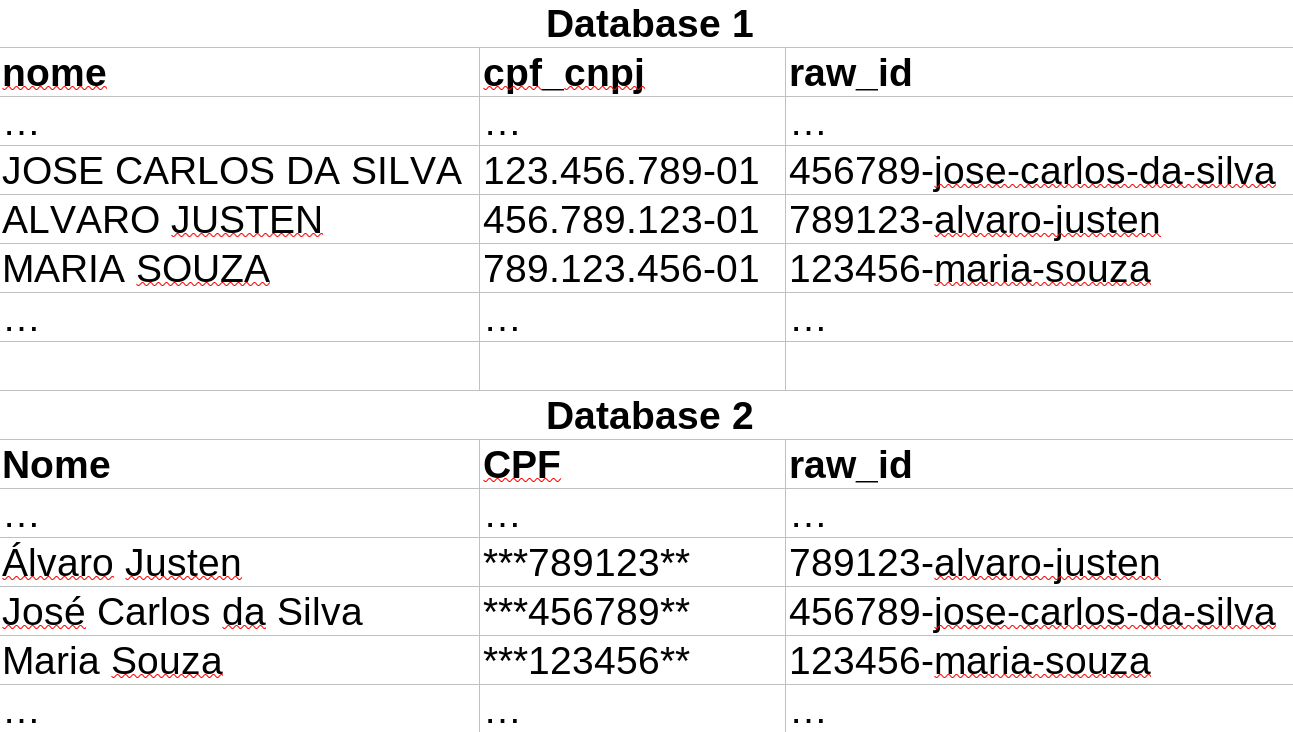 Database 1
nome cpf_cnpj raw_id
… … …
JOSE CARLOS DA SILVA 123.456.789-01 456789-jose-carlos-da-silva
ALVARO JUSTEN 456.789.123-01 789123-alvaro-justen
MARIA SOUZA 789.123.456-01 123456-maria-souza
… … …
Database 2
Nome CPF raw_id
… … …
Álvaro Justen ***789123** 789123-alvaro-justen
José Carlos da Silva ***456789** 456789-jose-carlos-da-silva
Maria Souza ***123456** 123456-maria-souza
… … …